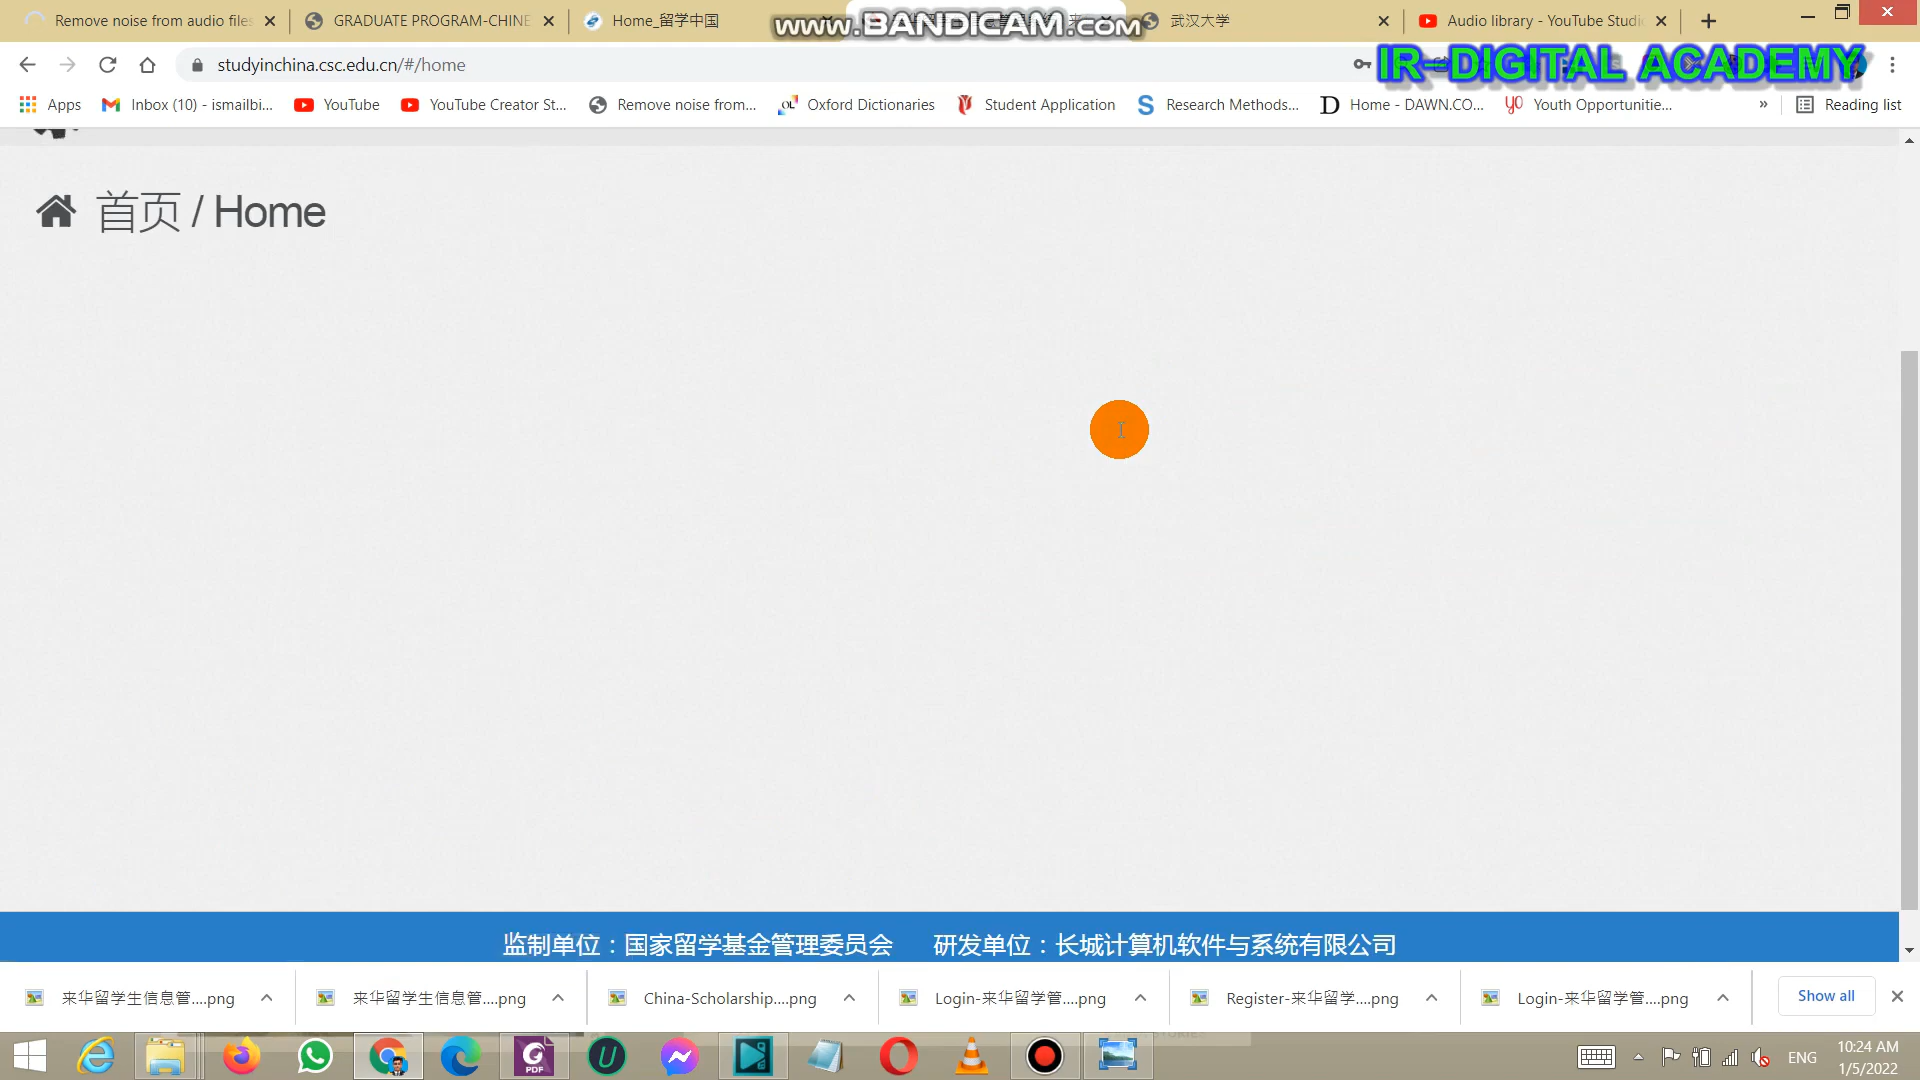 Remove noise from audio files
GRADUATE PROGRAM-CHINE
Home_留学中国
www.BANDICAM.com
武汉大学
Audio library - YouTube Studi
studyinchina.csc.edu.cn/#/home
IR-DIGITAL ACADEMY
Apps
Inbox (10) - ismailbi...
YouTube
YouTube Creator St...
Remove noise from...
Oxford Dictionaries
Student Application
Research Methods...
Home - DAWN.CO...
Youth Opportunitie...
»
Reading list
首页 / Home
监制单位：国家留学基金管理委员会 研发单位：长城计算机软件与系统有限公司
来华留学生信息管....png
来华留学生信息管....png
China-Scholarship....png
Login-来华留学管....png
Register-来华留学....png
Login-来华留学管....png
Show all
PDF
ENG
10:24 AM
1/5/2022